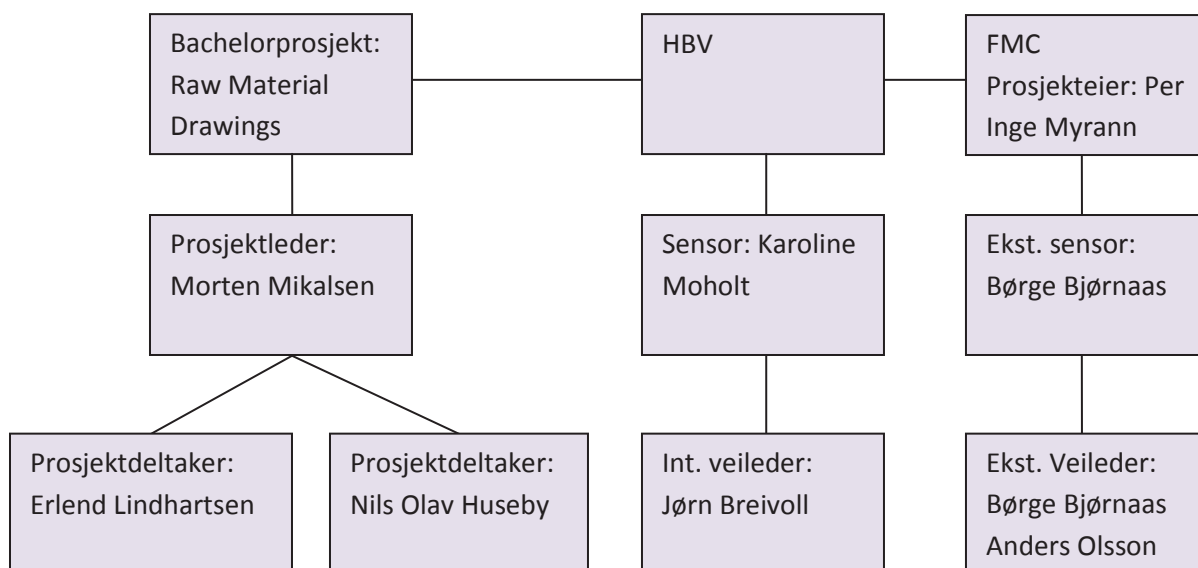 Bachelorprosjekt:
Raw Material
Drawings
HBV
FMC
Prosjekteier: Per
Inge Myrann
Prosjektleder:
Morten Mikalsen
Sensor: Karoline
Moholt
Ekst. sensor:
Børge Bjørnaas
Prosjektdeltaker:
Erlend Lindhartsen
Prosjektdeltaker:
Nils Olav Huseby
Int. veileder:
Jørn Breivoll
Ekst. Veileder:
Børge Bjørnaas
Anders Olsson